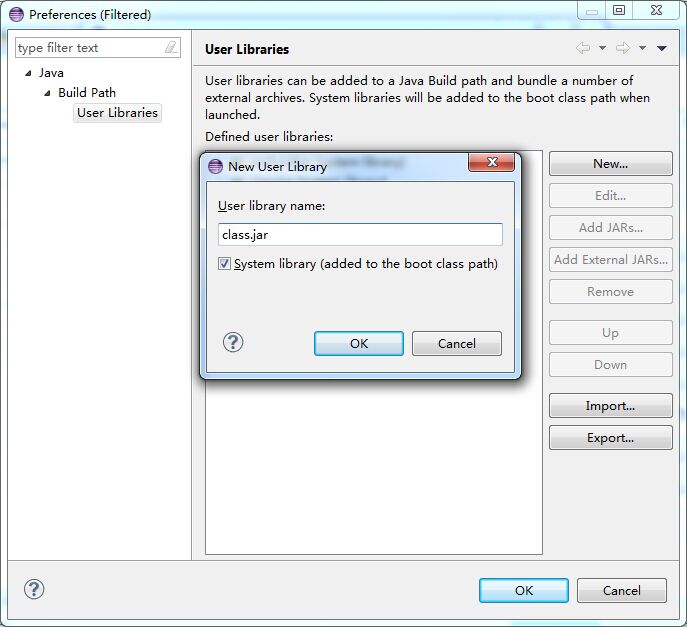 Preferences (Filtered)
type filter text
Java
Build Path
User Libraries
User Libraries
User libraries can be added to a Java Build path and bundle a number of
external archives. System libraries will be added to the boot class path when
launched.
Defined user libraries:
New...
Edit...
Add JARs...
Add External JARs...
Remove
Up
Down
Import...
Export...
New User Library
User library name:
class.jar
System library (added to the boot class path)
OK
Cancel
OK
Cancel